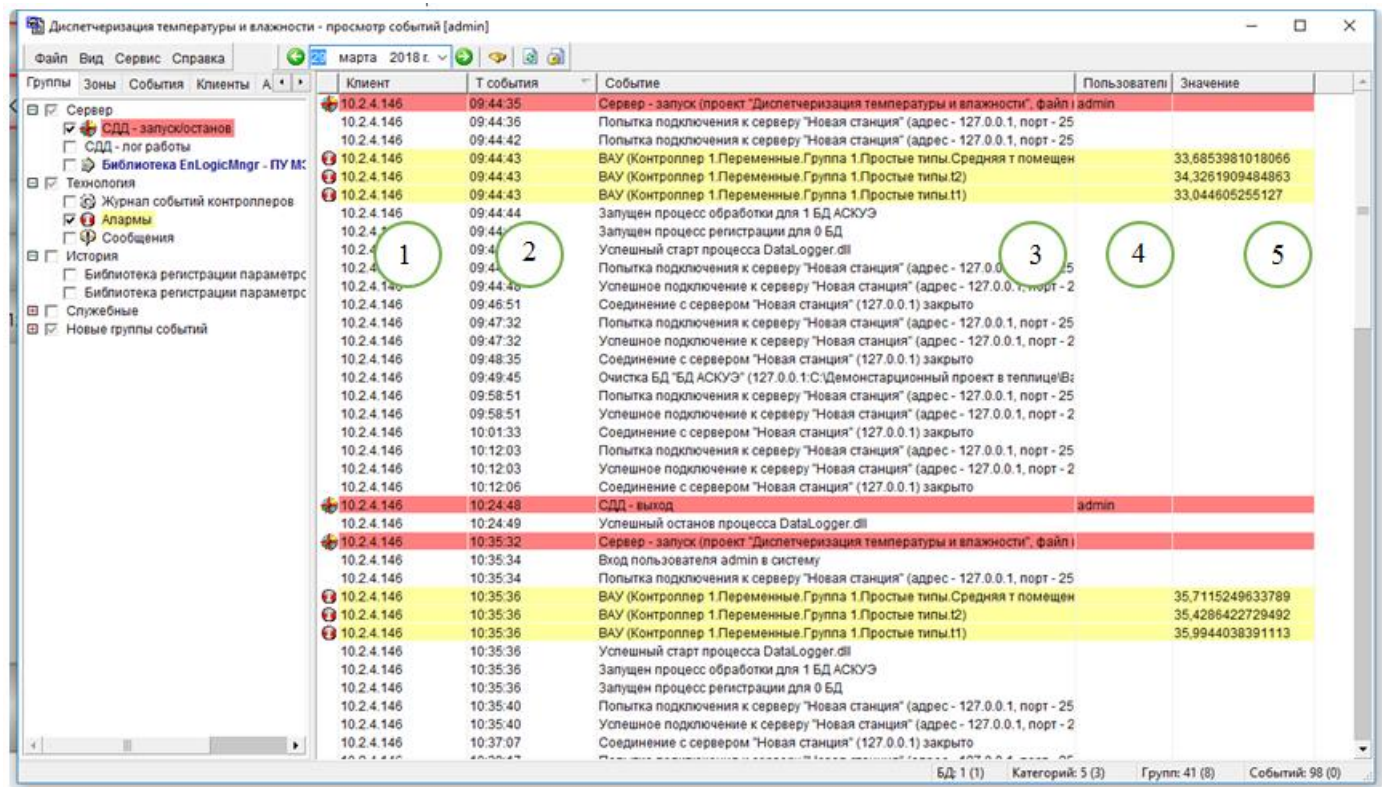 Диспетчеризация температуры и влажности - просмотр событий [admin]
Файл Вид Сервис Справка 29 марта 2018 г.
Группы Зоны События Клиенты А
Клиент Т события Событие Пользователь Значение
Сервер
СДД - запуск/останов
СДД - лог работы
Библиотека EnLogicMngr - ПУ МЭ
Технология
Журнал событий контроллеров
Алармы
Сообщения
История
Библиотека регистрации параметрс
Библиотека регистрации параметрс
Служебные
Новые группы событий
10.2.4.146 09:44:35 Сервер - запуск (проект "Диспетчеризация температуры и влажности", файл admin
10.2.4.146 09:44:36 Попытка подключения к серверу "Новая станция" (адрес - 127.0.0.1, порт - 25
10.2.4.146 09:44:42 Попытка подключения к серверу "Новая станция" (адрес - 127.0.0.1, порт - 25
10.2.4.146 09:44:43 ВАУ (Контроллер 1.Переменные.Группа 1.Простые типы.Средняя т помещен 33,6853981018066
10.2.4.146 09:44:43 ВАУ (Контроллер 1.Переменные.Группа 1.Простые типы.t2) 34,3261909484863
10.2.4.146 09:44:43 ВАУ (Контроллер 1.Переменные.Группа 1.Простые типы.t1) 33,044605255127
10.2.4.146 09:44:44 Запущен процесс обработки для 1 БД АСКУЭ
10.2.4. 09:44 Запущен процесс регистрации для 0 БД
10.2.4 09:4 Успешный старт процесса DataLogger.dll
10.2.4 09:44 Попытка подключения к серверу "Новая станция" (адрес - 127.0.0 25
10.2.4.146 09:44:48 Успешное подключение к серверу "Новая станция" (адрес - 127.0.0.1, порт - 2
1 2 3 4 5
10.2.4.146 09:46:51 Соединение с сервером "Новая станция" (127.0.0.1) закрыто
10.2.4.146 09:47:32 Попытка подключения к серверу "Новая станция" (адрес - 127.0.0.1, порт - 25
10.2.4.146 09:47:32 Успешное подключение к серверу "Новая станция" (адрес - 127.0.0.1, порт - 2
10.2.4.146 09:48:35 Соединение с сервером "Новая станция" (127.0.0.1) закрыто
10.2.4.146 09:49:45 Очистка БД "БД АСКУЭ" (127.0.0.1:C:\Демонстарционный проект в теплице\Ba
10.2.4.146 09:58:51 Попытка подключения к серверу "Новая станция" (адрес - 127.0.0.1, порт - 25
10.2.4.146 09:58:51 Успешное подключение к серверу "Новая станция" (адрес - 127.0.0.1, порт - 2
10.2.4.146 10:01:33 Соединение с сервером "Новая станция" (127.0.0.1) закрыто
10.2.4.146 10:12:03 Попытка подключения к серверу "Новая станция" (адрес - 127.0.0.1, порт - 25
10.2.4.146 10:12:03 Успешное подключение к серверу "Новая станция" (адрес - 127.0.0.1, порт - 2
10.2.4.146 10:12:06 Соединение с сервером "Новая станция" (127.0.0.1) закрыто
10.2.4.146 10:24:48 СДД - выход admin
10.2.4.146 10:24:49 Успешный останов процесса DataLogger.dll
10.2.4.146 10:35:32 Сервер - запуск (проект "Диспетчеризация температуры и влажности", файл
10.2.4.146 10:35:34 Вход пользователя admin в систему
10.2.4.146 10:35:34 Попытка подключения к серверу "Новая станция" (адрес - 127.0.0.1, порт - 25
10.2.4.146 10:35:36 ВАУ (Контроллер 1.Переменные.Группа 1.Простые типы.Средняя т помещен 35,7115249633789
10.2.4.146 10:35:36 ВАУ (Контроллер 1.Переменные.Группа 1.Простые типы.t2) 35,4286422729492
10.2.4.146 10:35:36 ВАУ (Контроллер 1.Переменные.Группа 1.Простые типы.t1) 35,9944038391113
10.2.4.146 10:35:36 Успешный старт процесса DataLogger.dll
10.2.4.146 10:35:36 Запущен процесс обработки для 1 БД АСКУЭ
10.2.4.146 10:35:36 Запущен процесс регистрации для 0 БД
10.2.4.146 10:35:40 Попытка подключения к серверу "Новая станция" (адрес - 127.0.0.1, порт - 25
10.2.4.146 10:35:40 Успешное подключение к серверу "Новая станция" (адрес - 127.0.0.1, порт - 2
10.2.4.146 10:37:07 Соединение с сервером "Новая станция" (127.0.0.1) закрыто
БД: 1 (1) Категорий: 5 (3) Групп: 41 (8) Событий: 98 (0)